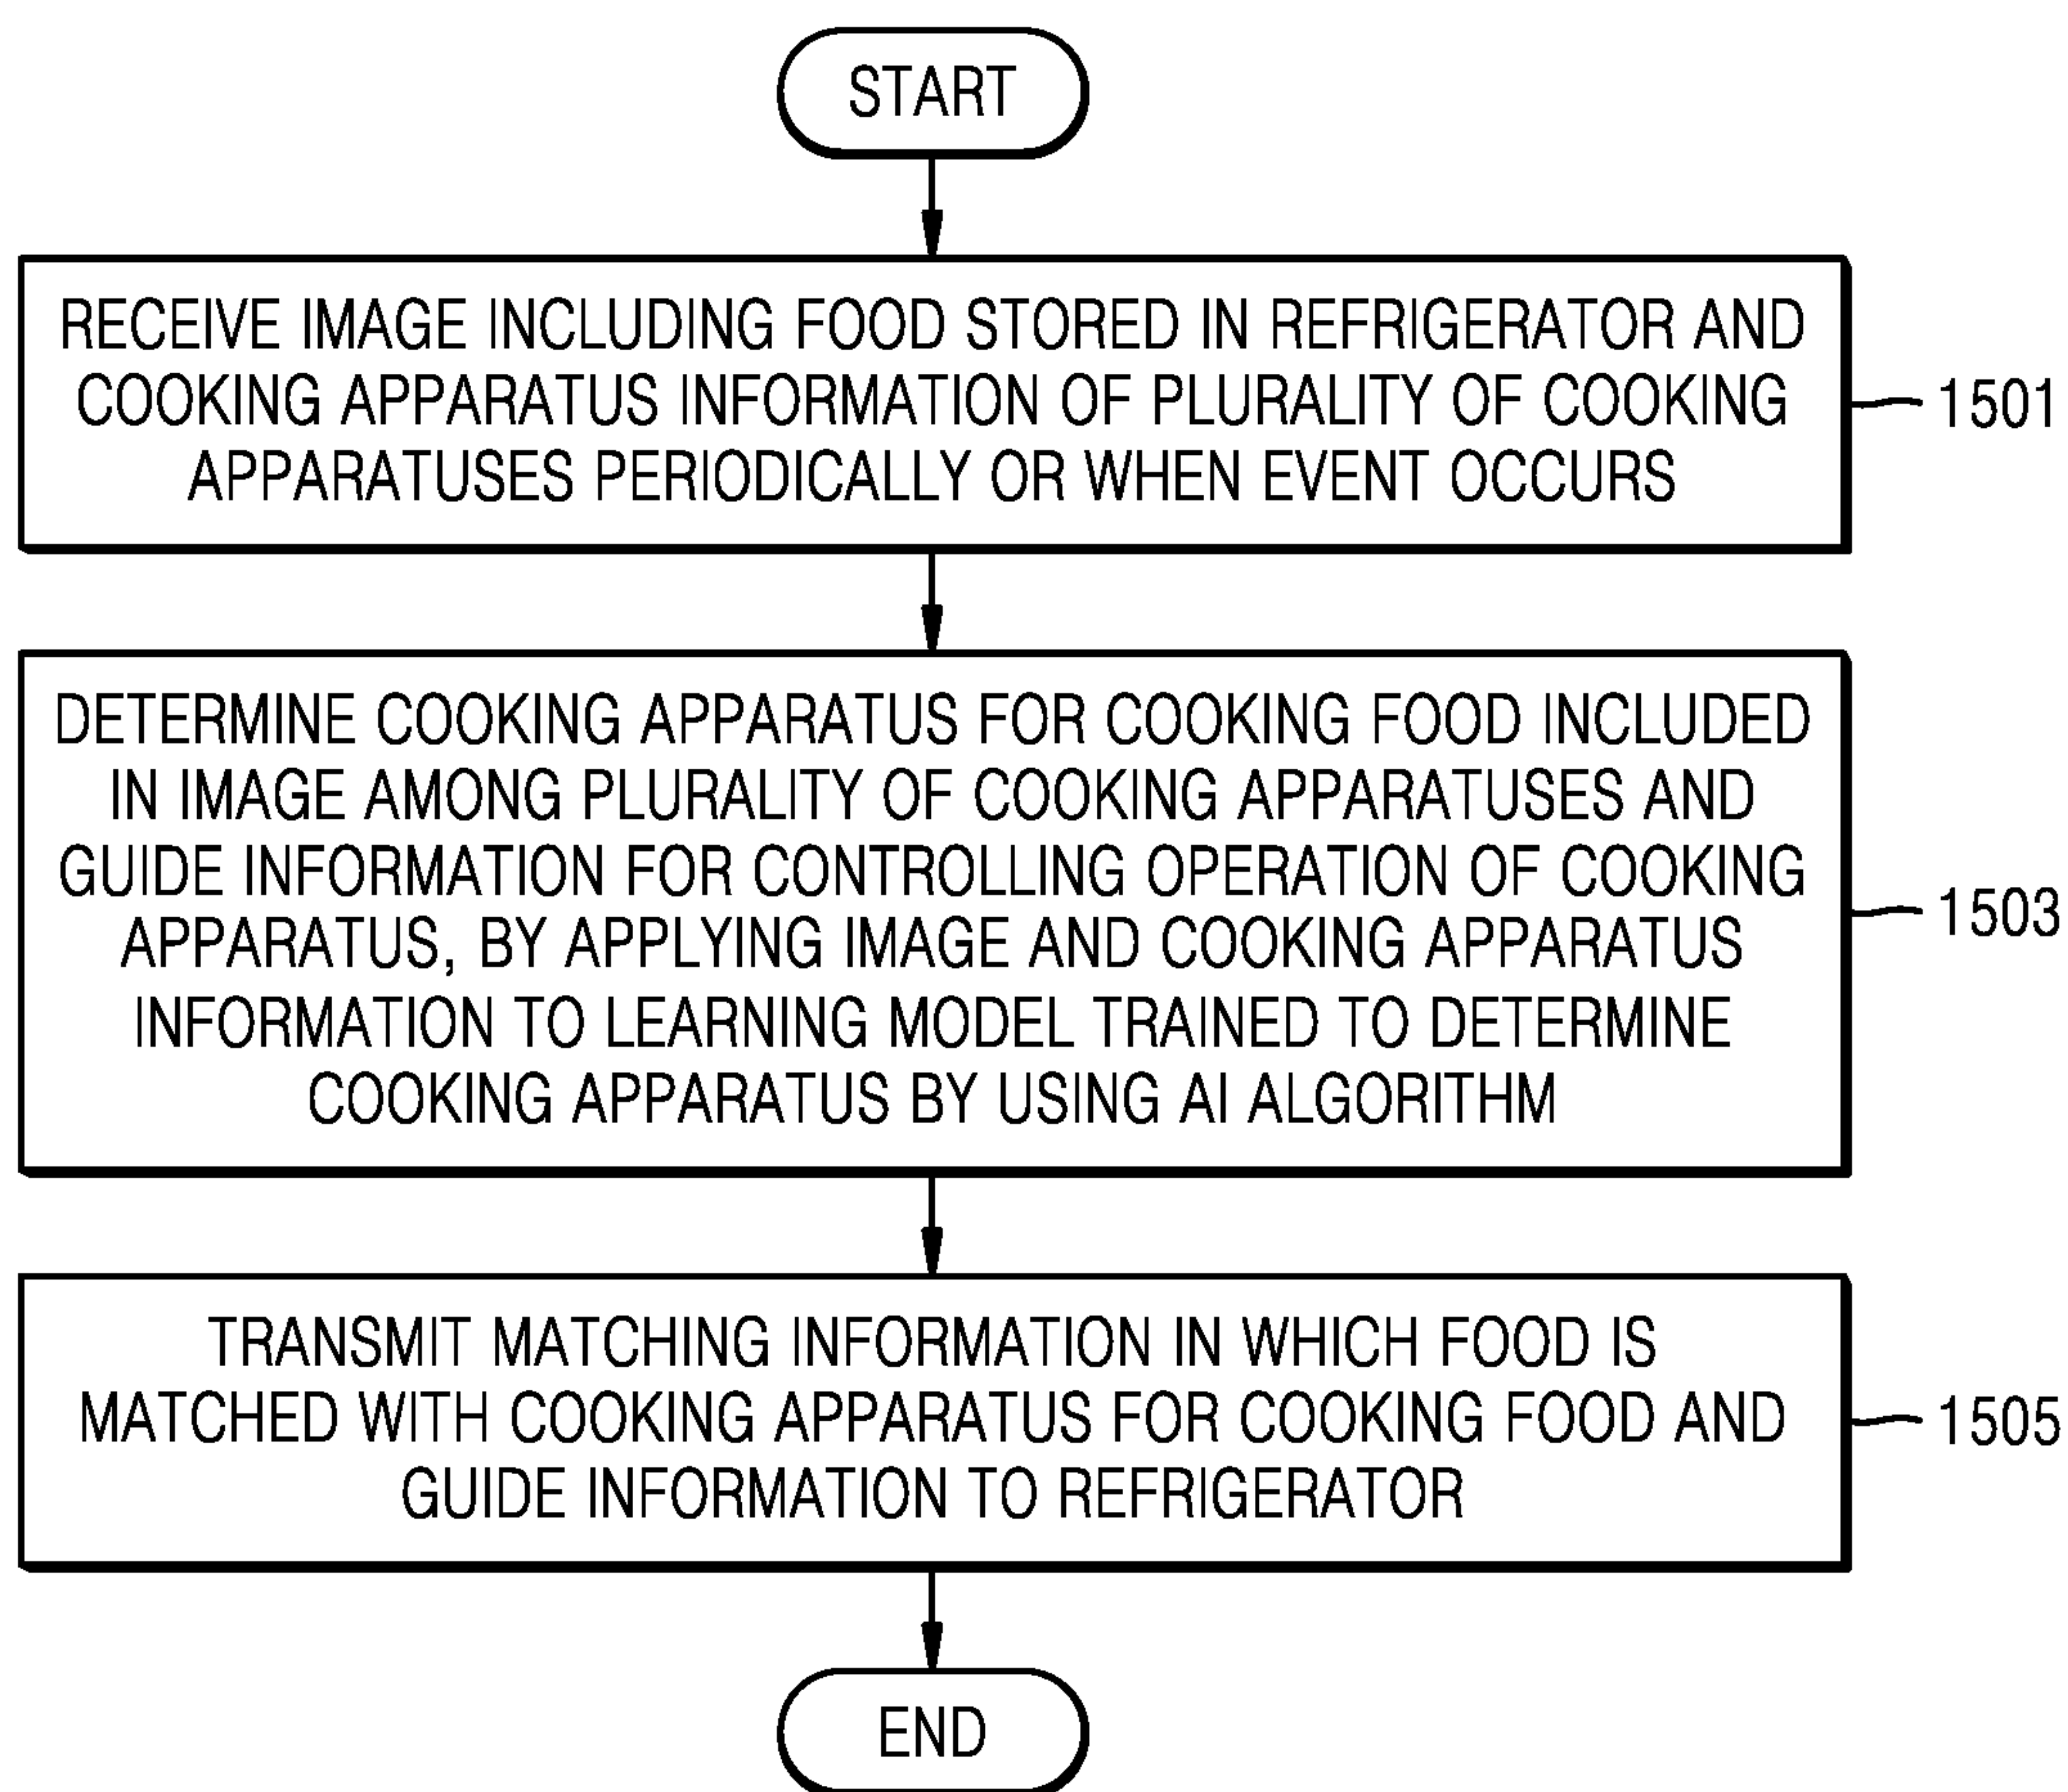 START
RECEIVE IMAGE INCLUDING FOOD STORED IN REFRIGERATOR AND
COOKING APPARATUS INFORMATION OF PLURALITY OF COOKING
APPARATUSES PERIODICALLY OR WHEN EVENT OCCURS
1501
DETERMINE COOKING APPARATUS FOR COOKING FOOD INCLUDED
IN IMAGE AMONG PLURALITY OF COOKING APPARATUSES AND
GUIDE INFORMATION FOR CONTROLLING OPERATION OF COOKING
APPARATUS, BY APPLYING IMAGE AND COOKING APPARATUS
INFORMATION TO LEARNING MODEL TRAINED TO DETERMINE
COOKING APPARATUS BY USING AI ALGORITHM
1503
TRANSMIT MATCHING INFORMATION IN WHICH FOOD IS
MATCHED WITH COOKING APPARATUS FOR COOKING FOOD AND
GUIDE INFORMATION TO REFRIGERATOR
1505
END